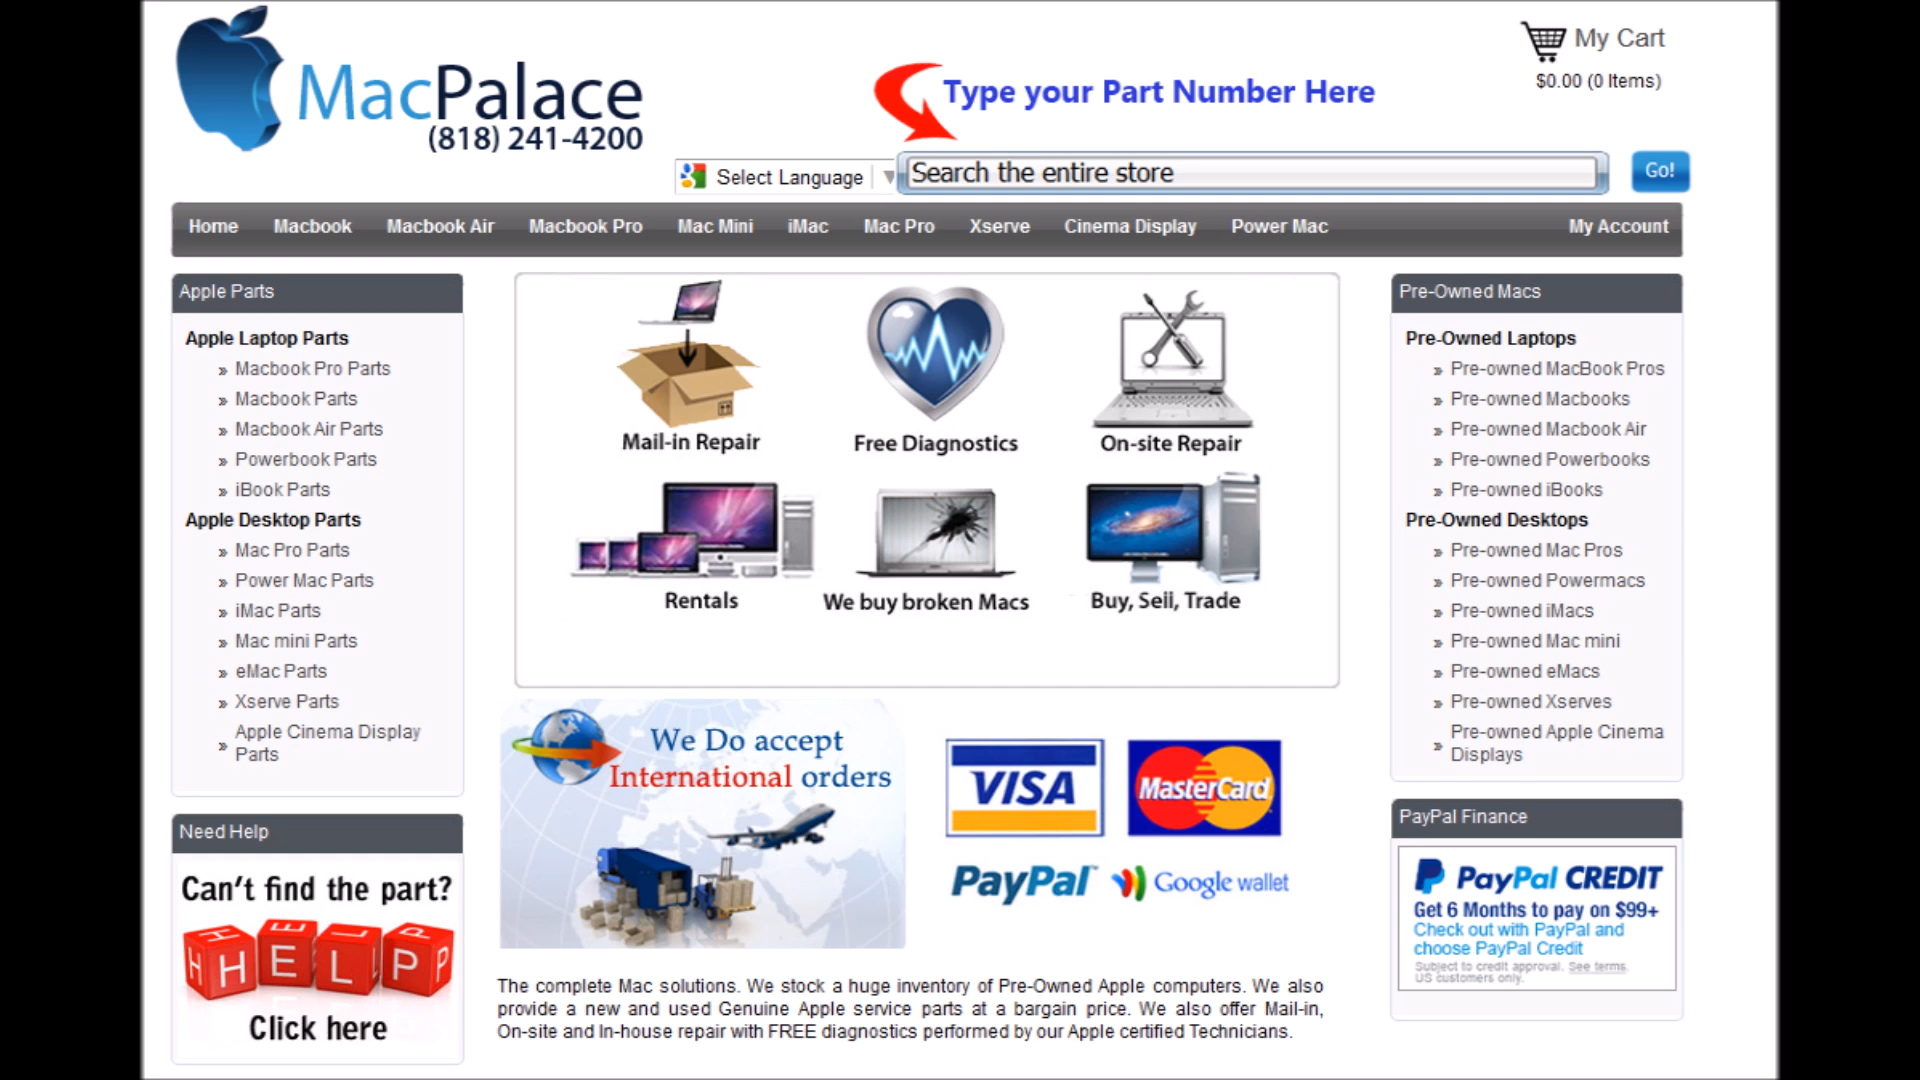 MacPalace
(818) 241-4200
Type your Part Number Here
My Cart
$0.00 (0 Items)
Select Language
Search the entire store
Go!
Home Macbook Macbook Air Macbook Pro Mac Mini iMac Mac Pro Xserve Cinema Display Power Mac My Account
Apple Parts
Apple Laptop Parts
» Macbook Pro Parts
» Macbook Parts
» Macbook Air Parts
» Powerbook Parts
» iBook Parts
Apple Desktop Parts
» Mac Pro Parts
» Power Mac Parts
» iMac Parts
» Mac mini Parts
» eMac Parts
» Xserve Parts
» Apple Cinema Display
Parts
Need Help
Can't find the part?
HELP
Click here
Mail-in Repair
Free Diagnostics
On-site Repair
Rentals
We buy broken Macs
Buy, Sell, Trade
We Do accept
International orders
VISA
MasterCard
PayPal™
Google wallet
The complete Mac solutions. We stock a huge inventory of Pre-Owned Apple computers. We also
provide a new and used Genuine Apple service parts at a bargain price. We also offer Mail-in,
On-site and In-house repair with FREE diagnostics performed by our Apple certified Technicians.
Pre-Owned Macs
Pre-Owned Laptops
» Pre-owned MacBook Pros
» Pre-owned Macbooks
» Pre-owned Macbook Air
» Pre-owned Powerbooks
» Pre-owned iBooks
Pre-Owned Desktops
» Pre-owned Mac Pros
» Pre-owned Powermacs
» Pre-owned iMacs
» Pre-owned Mac mini
» Pre-owned eMacs
» Pre-owned Xserves
» Pre-owned Apple Cinema
Displays
PayPal Finance
PayPal CREDIT
Get 6 Months to pay on $99+
Check out with PayPal and
choose PayPal Credit
Subject to credit approval. See terms.
US customers only.